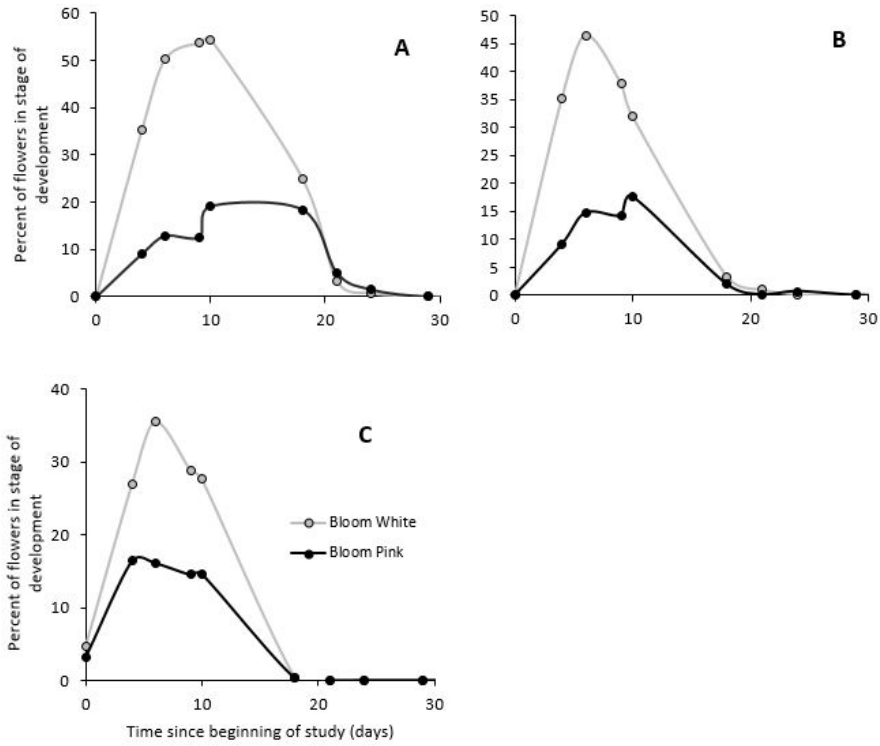 Percent of flowers in stage of
development
60
50
40
30
20
10
0
0 10 20 30
A
50
45
40
35
30
25
20
15
10
5
0
0 10 20 30
B
Percent of flowers in stage of
development
40
30
20
10
0
0 10 20 30
C
Bloom White
Bloom Pink
Time since beginning of study (days)